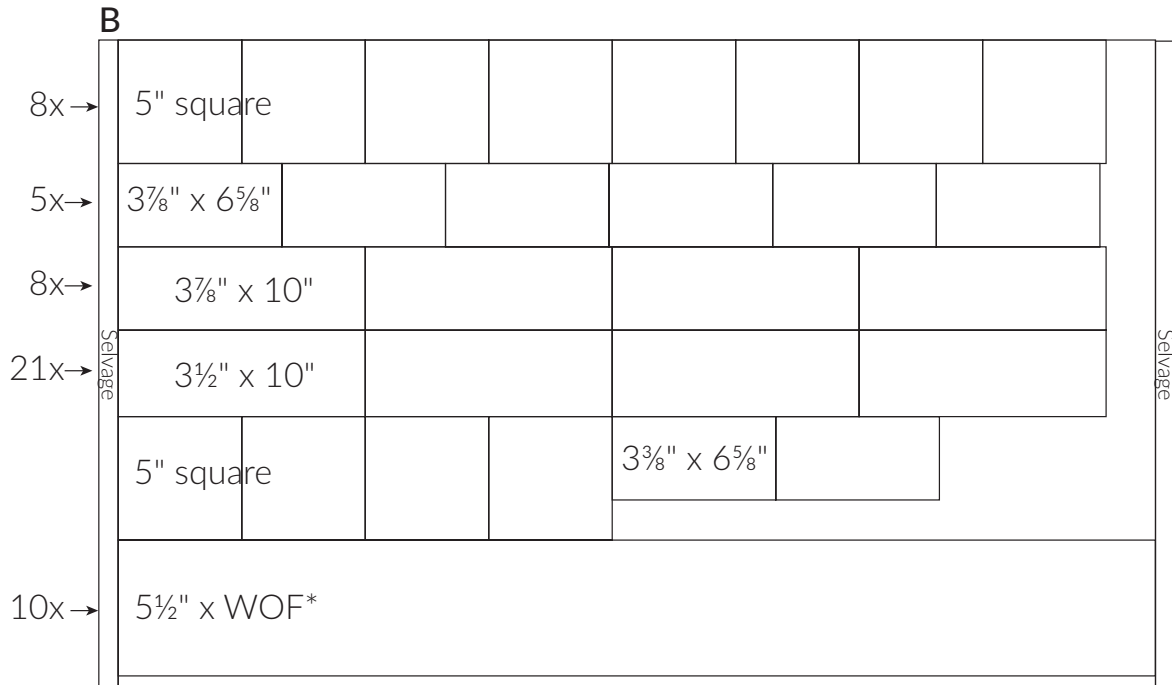 B
8x
5" square
5x
3⅞" x 6⅝"
8x
3⅞" x 10"
Selvage
Selvage
21x
3½" x 10"
5" square
3⅜" x 6⅝"
10x
5½" x WOF*